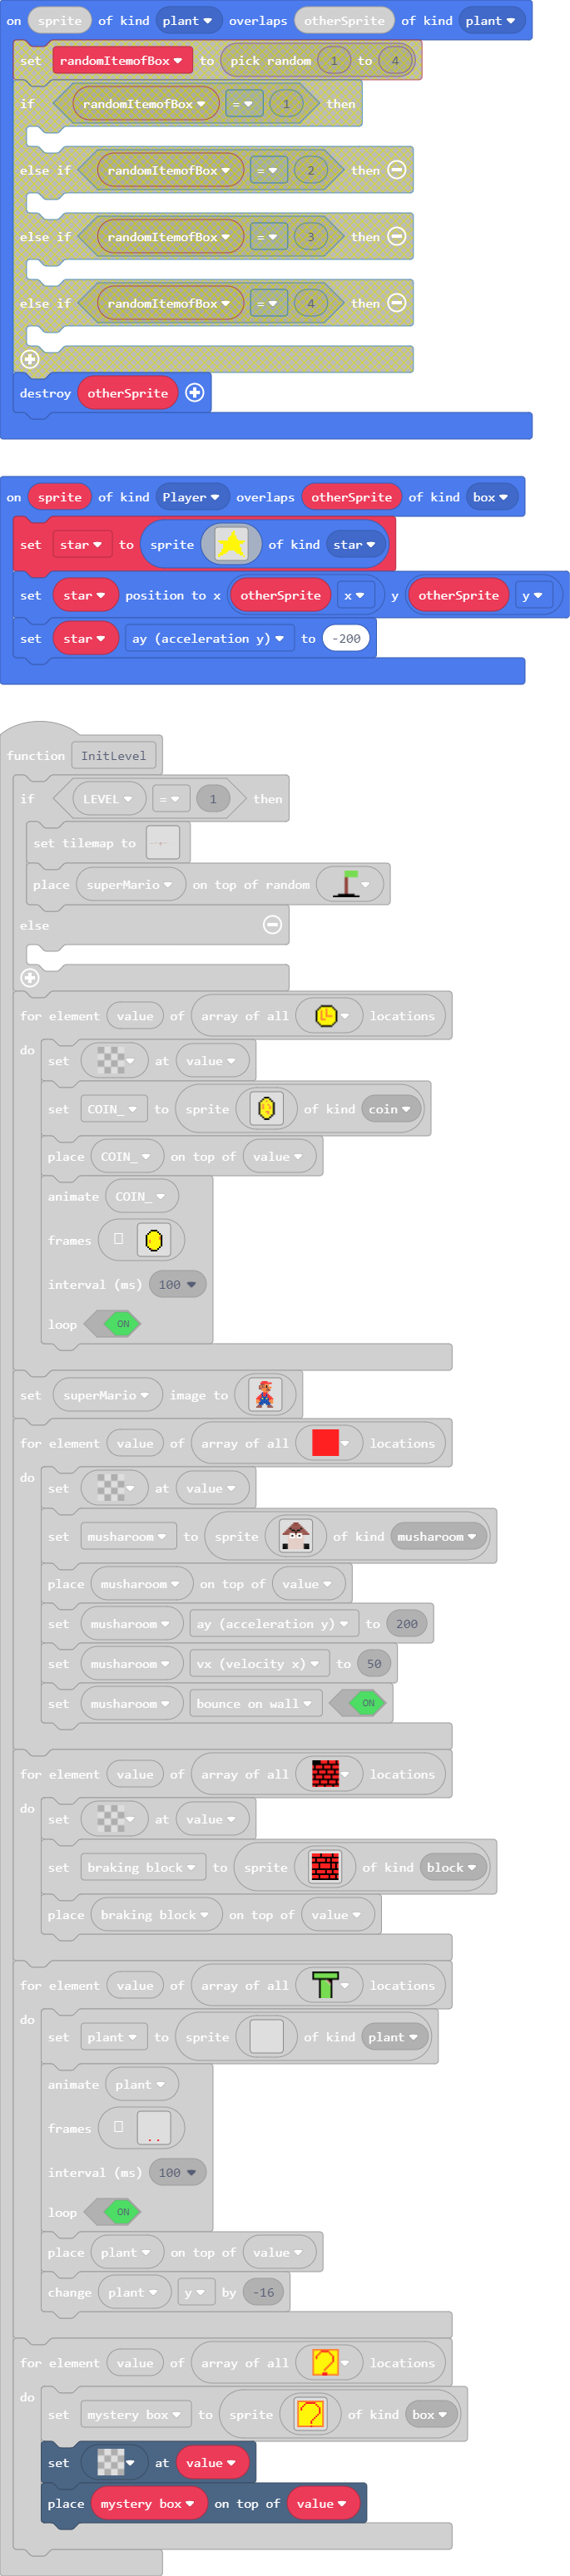 on sprite of kind plant overlaps otherSprite of kind plant
set randomItemofBox to pick random 1 to 4
if randomItemofBox = 1 then
else if randomItemofBox = 2 then
else if randomItemofBox = 3 then
else if randomItemofBox = 4 then
destroy otherSprite
on sprite of kind Player overlaps otherSprite of kind box
set star to sprite of kind star
set star position to x otherSprite x y otherSprite y
set star ay (acceleration y) to -200
function InitLevel
if LEVEL = 1 then
set tilemap to
place superMario on top of random
else
for element value of array of all locations
do
set at value
set COIN_ to sprite of kind coin
place COIN_ on top of value
animate COIN_
frames
interval (ms) 100
loop ON
set superMario image to
for element value of array of all locations
do
set at value
set musharoom to sprite of kind musharoom
place musharoom on top of value
set musharoom ay (acceleration y) to 200
set musharoom vx (velocity x) to 50
set musharoom bounce on wall ON
for element value of array of all locations
do
set at value
set braking block to sprite of kind block
place braking block on top of value
for element value of array of all locations
do
set plant to sprite of kind plant
animate plant
frames
interval (ms) 100
loop ON
place plant on top of value
change plant y by -16
for element value of array of all ? locations
do
set mystery box to sprite ? of kind box
set at value
place mystery box on top of value